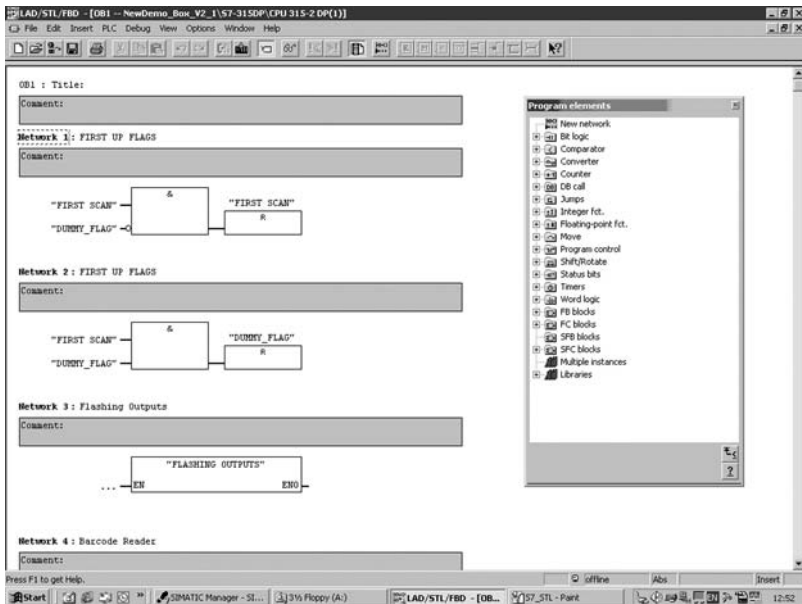 LAD/STL/FBD - [OB1 -- NewDemo_Box_V2_1\S7-315DP\CPU 315-2 DP(1)]
File Edit Insert PLC Debug View Options Window Help
OB1 : Title:
Comment:
Network 1 : FIRST UP FLAGS
Comment:
&
"FIRST SCAN"
"FIRST SCAN"
R
"DUMMY_FLAG"
Network 2 : FIRST UP FLAGS
Comment:
&
"FIRST SCAN"
"DUMMY_FLAG"
R
"DUMMY_FLAG"
Network 3 : Flashing Outputs
Comment:
"FLASHING OUTPUTS"
... EN ENO
Network 4 : Barcode Reader
Comment:
Program elements
New network
Bit logic
Comparator
Converter
Counter
DB call
Jumps
Integer fct.
Floating-point fct.
Move
Program control
Shift/Rotate
Status bits
Timers
Word logic
FB blocks
FC blocks
SFB blocks
SFC blocks
Multiple instances
Libraries
Press F1 to get Help.
offline Abs Insert
Start SIMATIC Manager - SI... 3½ Floppy (A:) LAD/STL/FBD - [OB... S7_STL - Paint 12:52